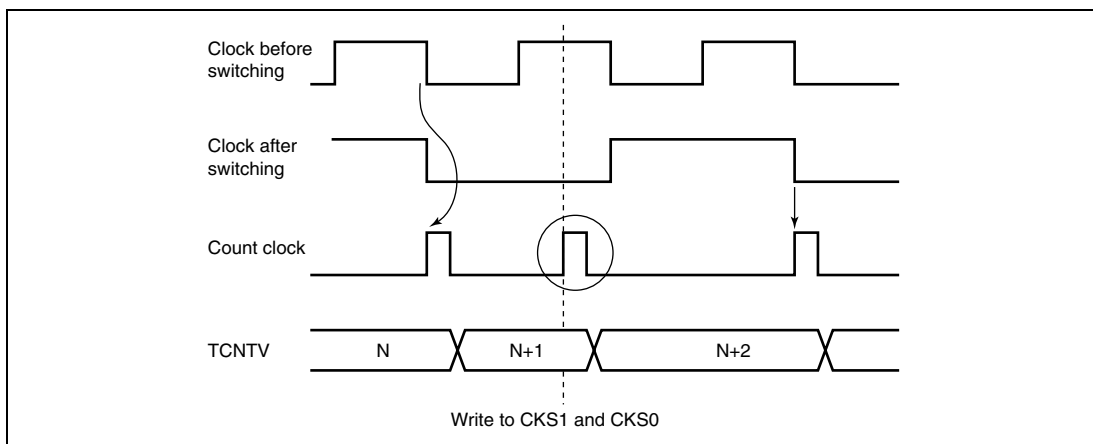 Clock before
switching
Clock after
switching
Count clock
TCNTV
N
N+1
N+2
Write to CKS1 and CKS0